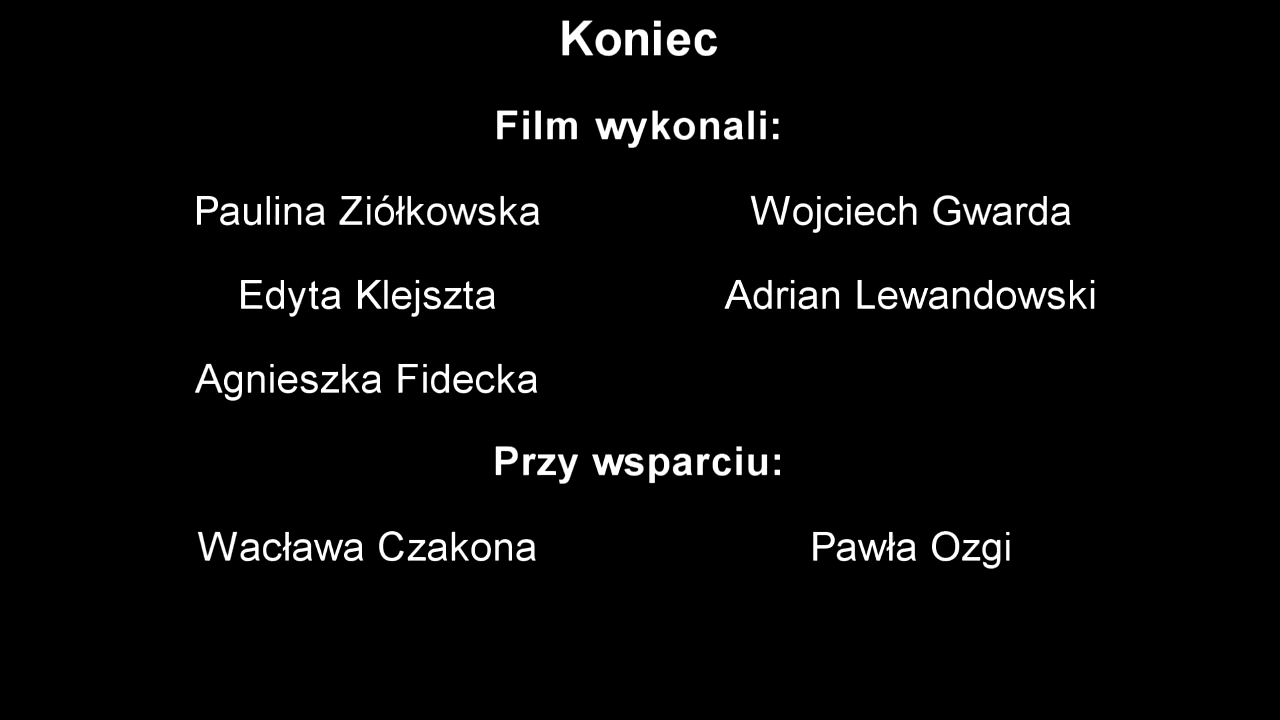 Koniec
Film wykonali:
Paulina Ziółkowska Wojciech Gwarda
Edyta Klejszta Adrian Lewandowski
Agnieszka Fidecka
Przy wsparciu:
Wacława Czakona Pawła Ozgi